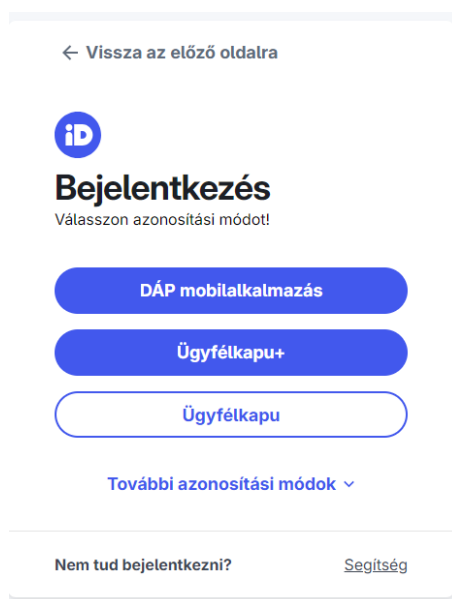 ← Vissza az előző oldalra
iD
Bejelentkezés
Válasszon azonosítási módot!
DÁP mobilalkalmazás
Ügyfélkapu+
Ügyfélkapu
További azonosítási módok
Nem tud bejelentkezni? Segítség